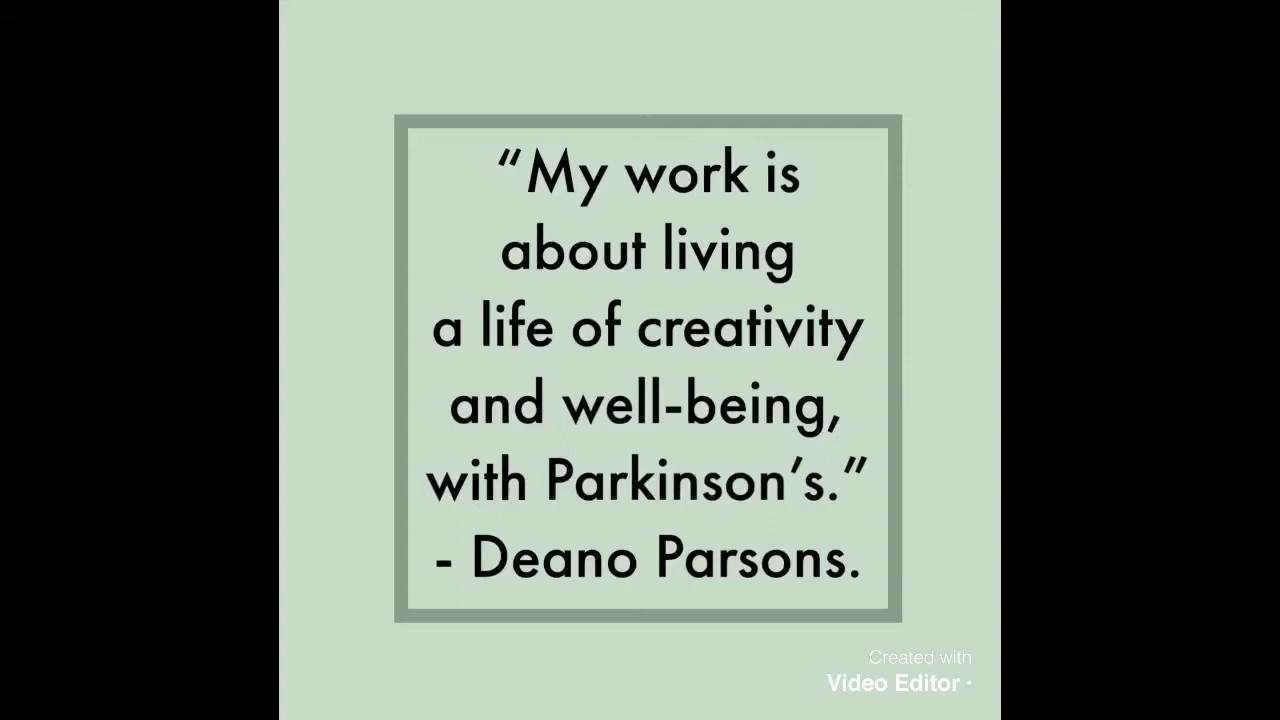 “My work is
about living
a life of creativity
and well-being,
with Parkinson’s.”
- Deano Parsons.
Created with
Video Editor ·